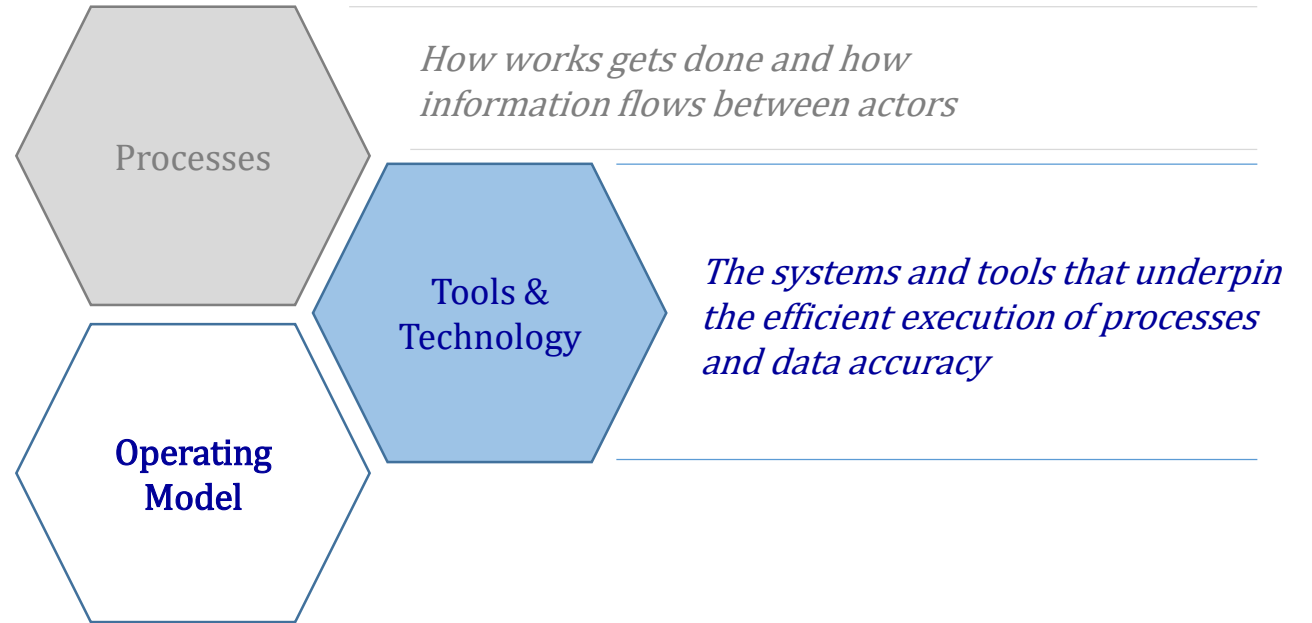 Processes
How works gets done and how
information flows between actors
Tools &
Technology
The systems and tools that underpin
the efficient execution of processes
and data accuracy
Operating
Model